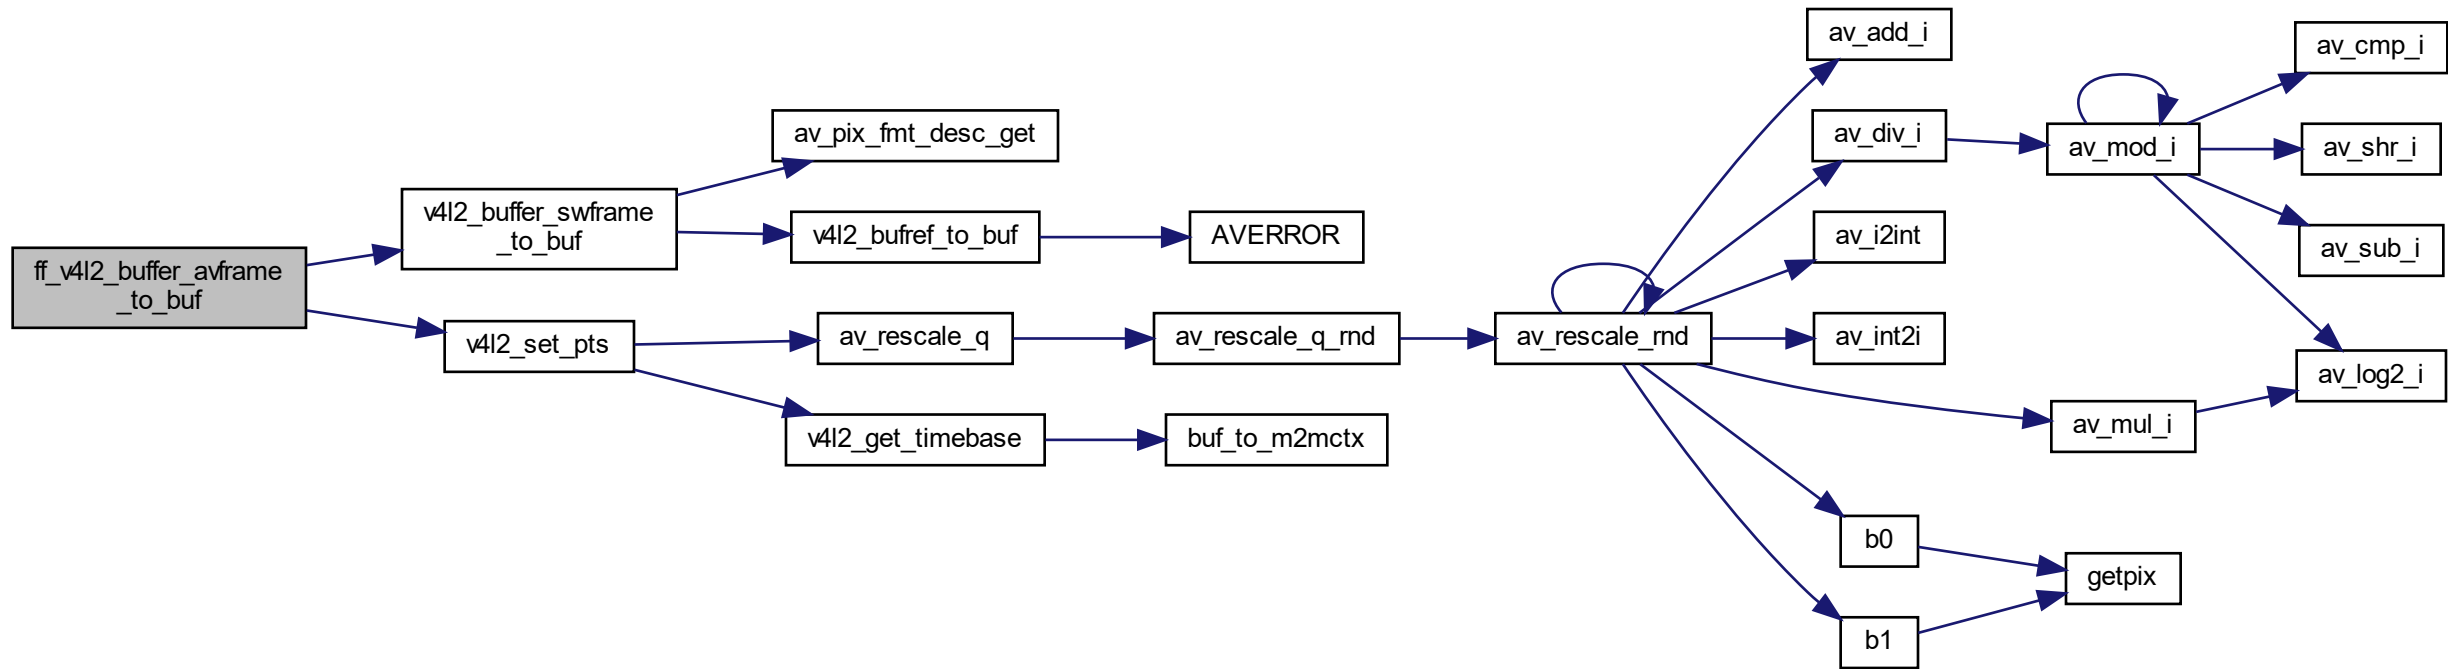 ff_v4l2_buffer_avframe
_to_buf
v4l2_buffer_swframe
_to_buf
v4l2_set_pts
av_pix_fmt_desc_get
v4l2_bufref_to_buf
av_rescale_q
v4l2_get_timebase
AVERROR
av_rescale_q_rnd
buf_to_m2mctx
av_rescale_rnd
av_add_i
av_div_i
av_i2int
av_int2i
av_mul_i
b0
b1
av_mod_i
getpix
av_cmp_i
av_shr_i
av_sub_i
av_log2_i